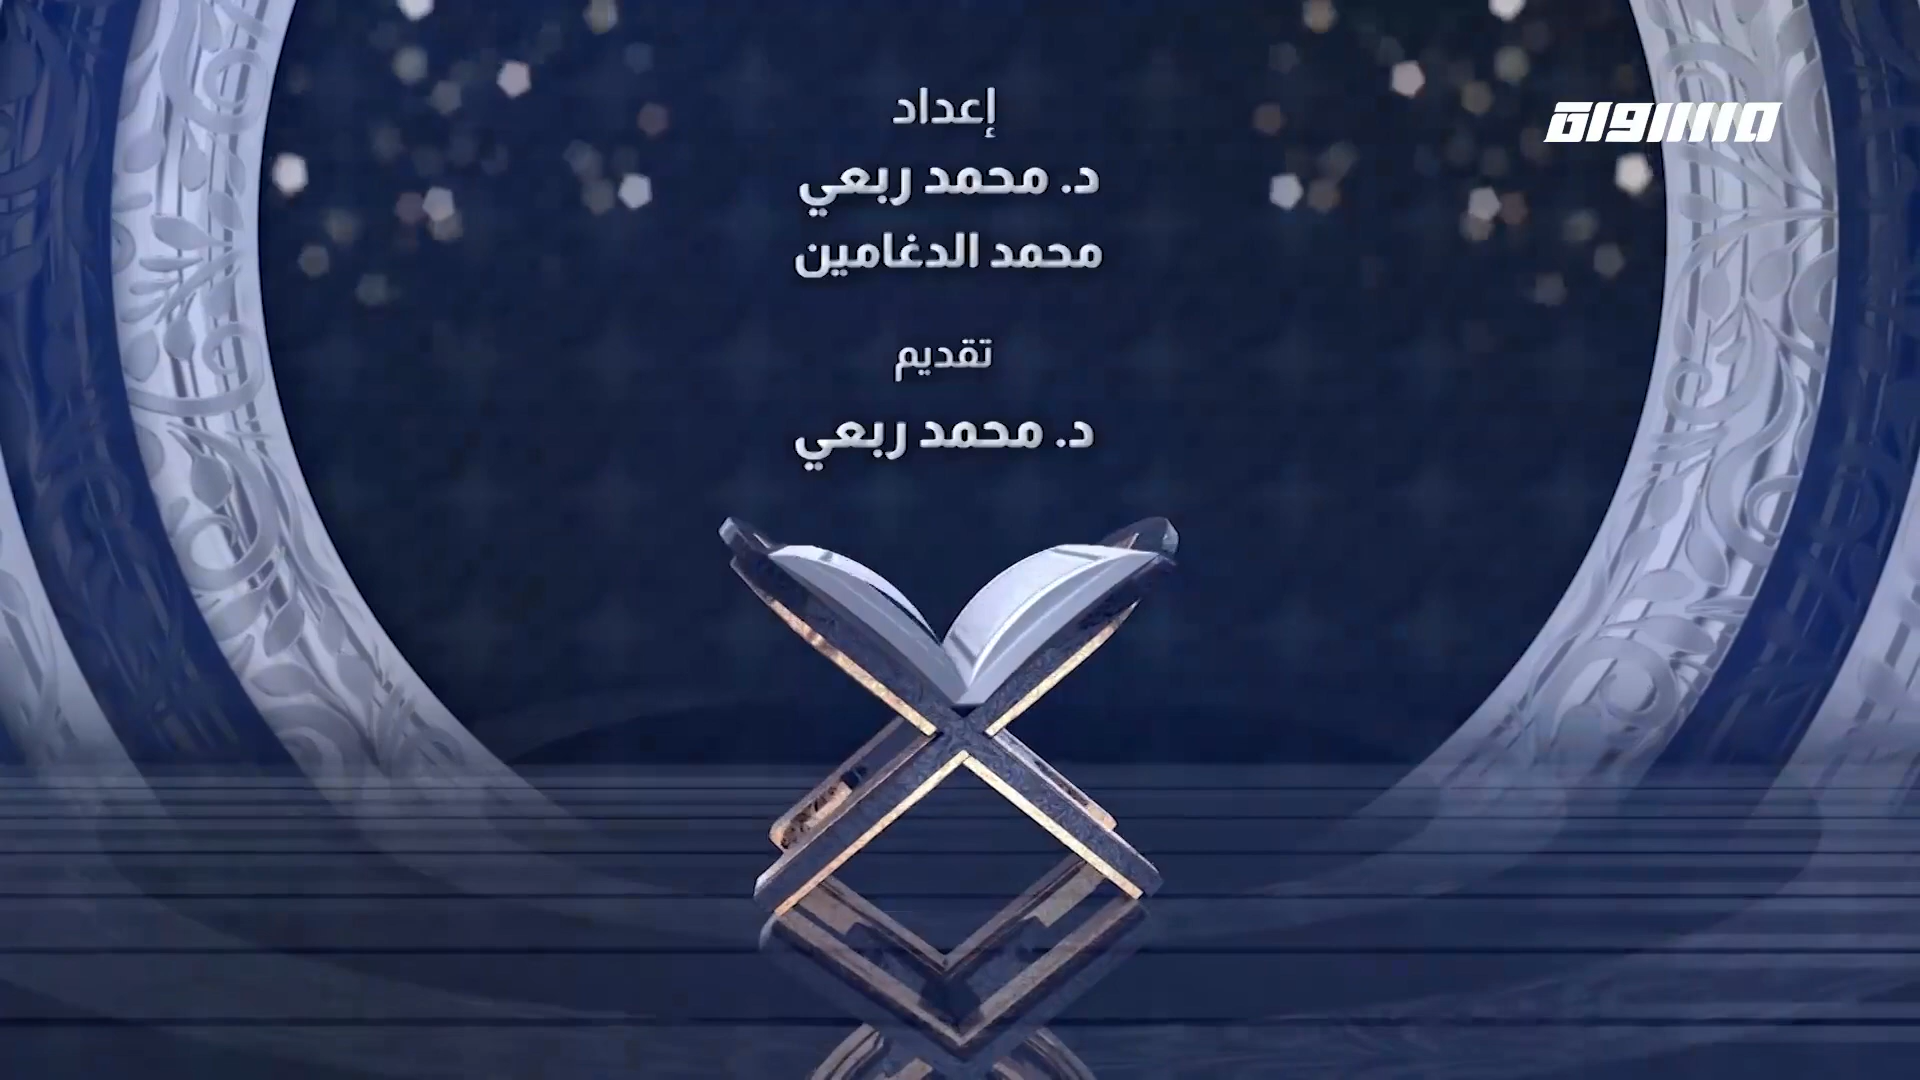 إعداد
د. محمد ربعي
محمد الدغامين
تقديم
د. محمد ربعي
مساواة